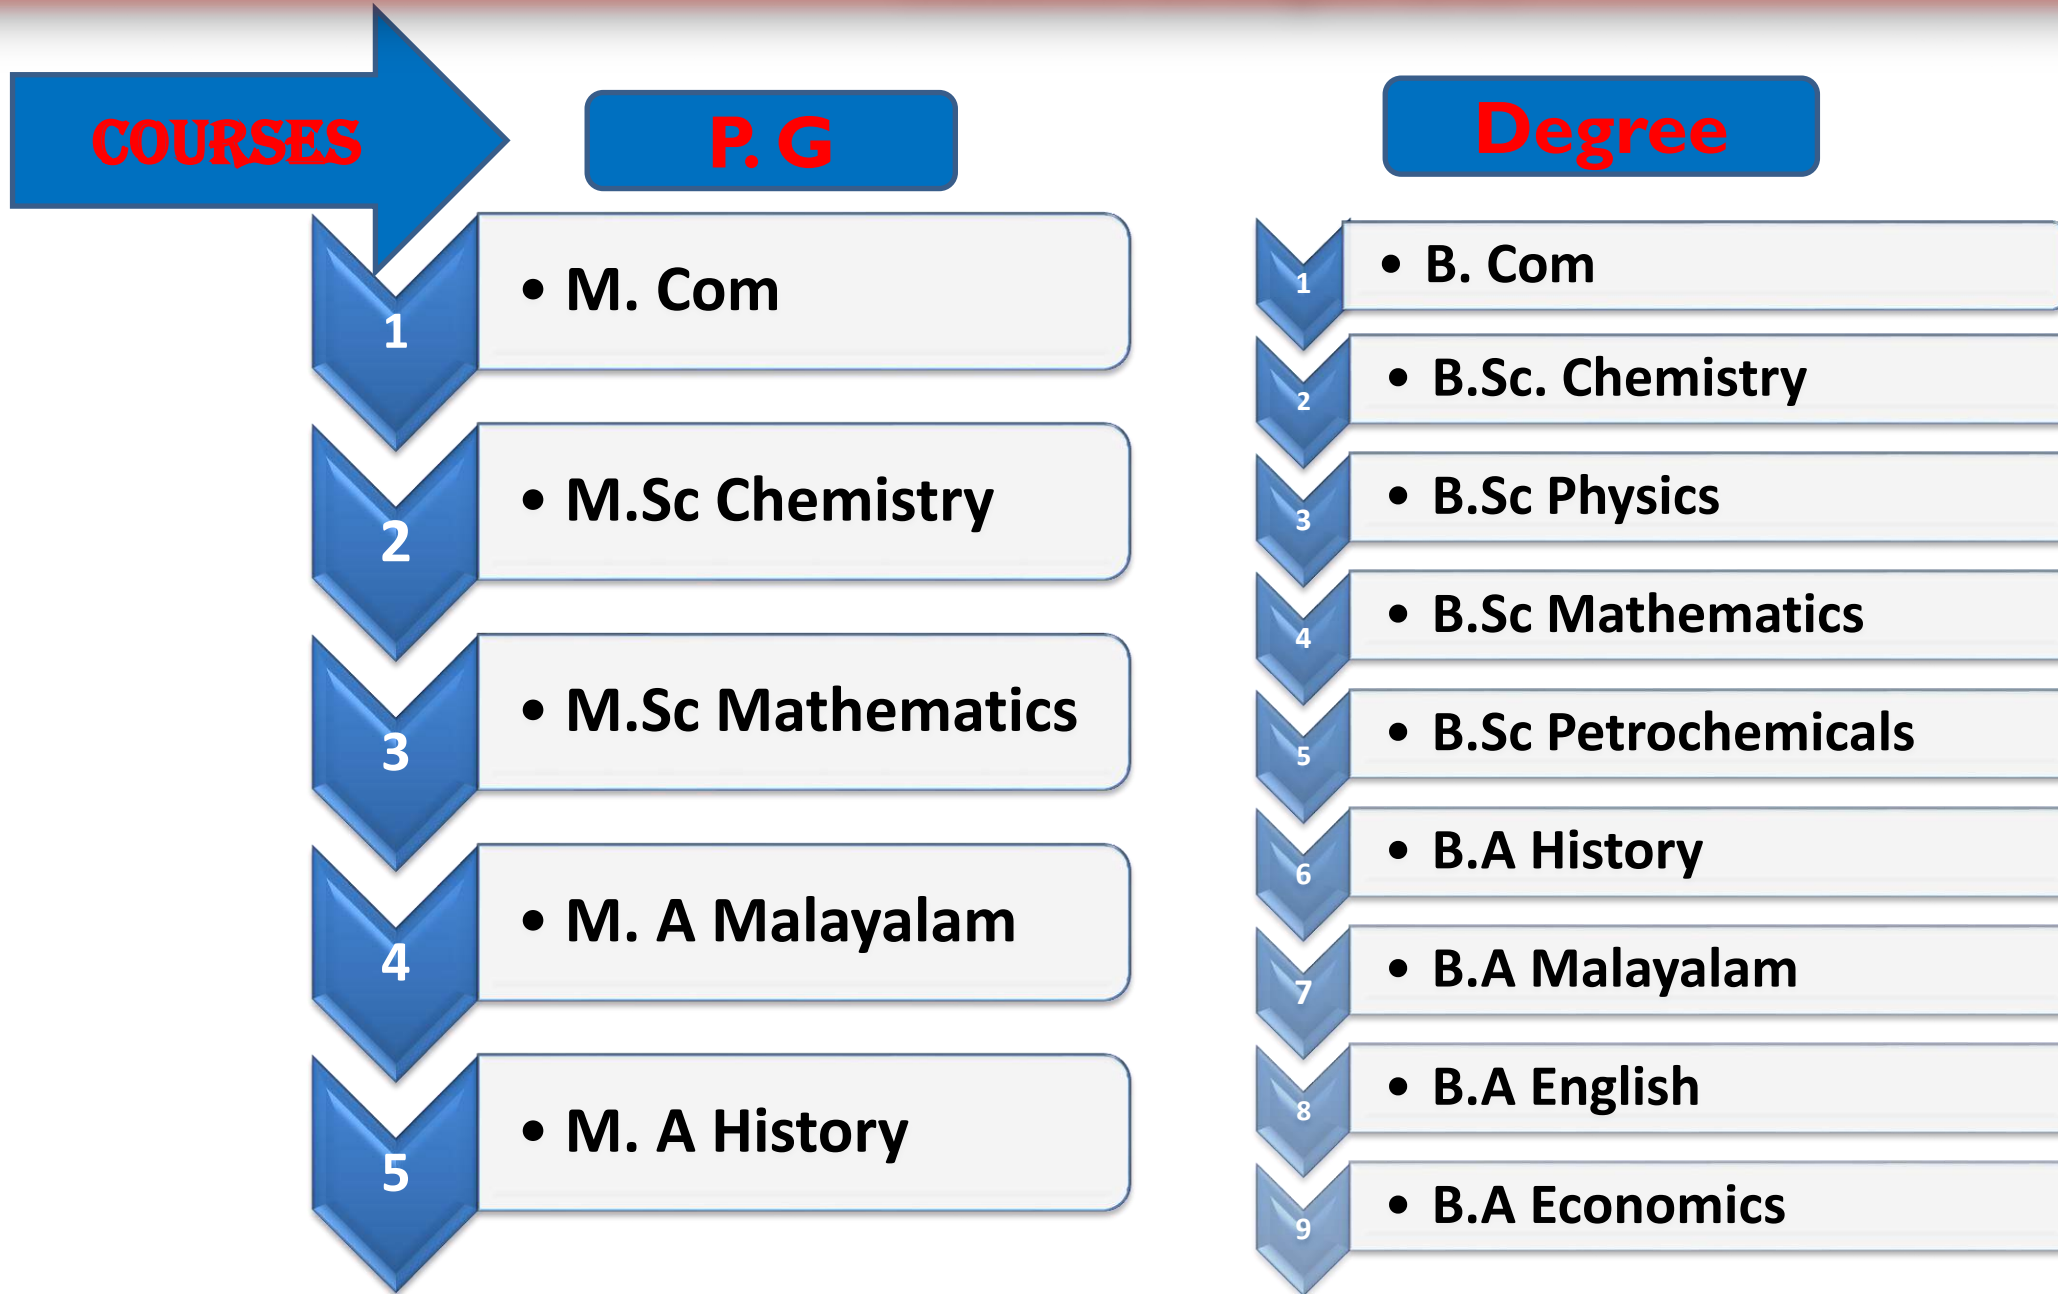 COURSES
P. G
1
• M. Com
2
• M.Sc Chemistry
3
• M.Sc Mathematics
4
• M. A Malayalam
5
• M. A History
Degree
1
• B. Com
2
• B.Sc. Chemistry
3
• B.Sc Physics
4
• B.Sc Mathematics
5
• B.Sc Petrochemicals
6
• B.A History
7
• B.A Malayalam
8
• B.A English
9
• B.A Economics